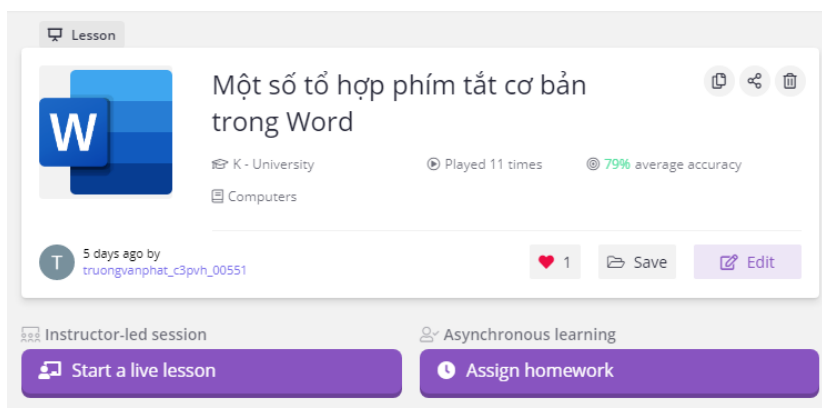 Lesson
W
Một số tổ hợp phím tắt cơ bản
trong Word
K - University
Played 11 times
79% average accuracy
Computers
T
5 days ago by
truongvanphat_c3pvh_00551
1
Save
Edit
Instructor-led session
Asynchronous learning
Start a live lesson
Assign homework